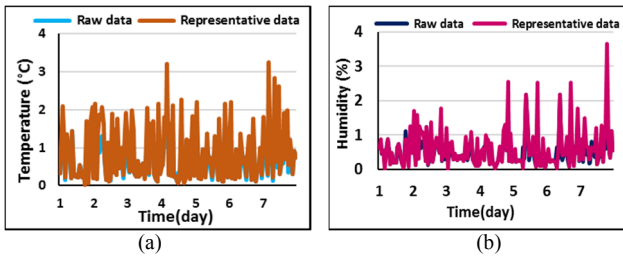 Raw data Representative data
Temperature (°C)
4
3
2
1
0
1 2 3 4 5 6 7
Time(day)
(a)
Raw data Representative data
Humidity (%)
4
3
2
1
0
1 2 3 4 5 6 7
Time(day)
(b)